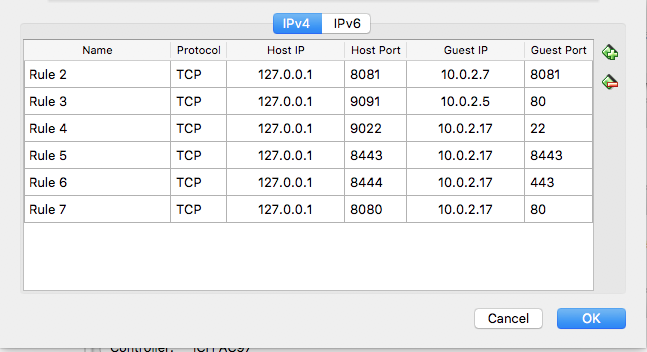 IPv4 IPv6
Name Protocol Host IP Host Port Guest IP Guest Port
Rule 2 TCP 127.0.0.1 8081 10.0.2.7 8081
Rule 3 TCP 127.0.0.1 9091 10.0.2.5 80
Rule 4 TCP 127.0.0.1 9022 10.0.2.17 22
Rule 5 TCP 127.0.0.1 8443 10.0.2.17 8443
Rule 6 TCP 127.0.0.1 8444 10.0.2.17 443
Rule 7 TCP 127.0.0.1 8080 10.0.2.17 80
Cancel OK
Controller: ICH AC97